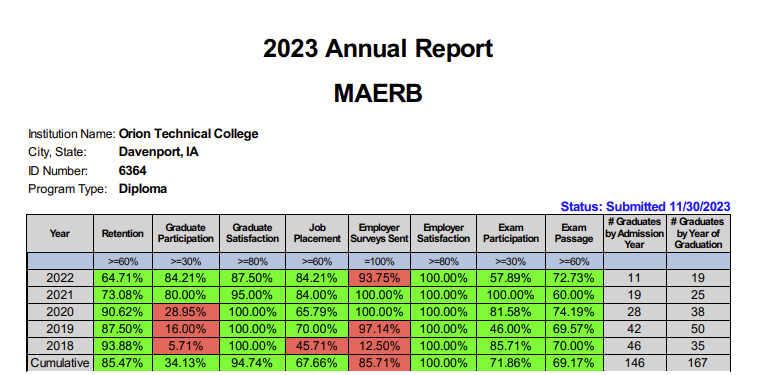 2023 Annual Report
MAERB
Institution Name: Orion Technical College
City, State: Davenport, IA
ID Number: 6364
Program Type: Diploma
Status: Submitted 11/30/2023
Year Retention Graduate Participation Graduate Satisfaction Job Placement Employer Surveys Sent Employer Satisfaction Exam Participation Exam Passage # Graduates by Admission Year # Graduates by Year of Graduation
>=60% >=30% >=80% >=60% =100% >=80% >=30% >=60%
2022 64.71% 84.21% 87.50% 84.21% 93.75% 100.00% 57.89% 72.73% 11 19
2021 73.08% 80.00% 95.00% 84.00% 100.00% 100.00% 100.00% 60.00% 19 25
2020 90.62% 28.95% 100.00% 65.79% 100.00% 100.00% 81.58% 74.19% 28 38
2019 87.50% 16.00% 100.00% 70.00% 97.14% 100.00% 46.00% 69.57% 42 50
2018 93.88% 5.71% 100.00% 45.71% 12.50% 100.00% 85.71% 70.00% 46 35
Cumulative 85.47% 34.13% 94.74% 67.66% 85.71% 100.00% 71.86% 69.17% 146 167